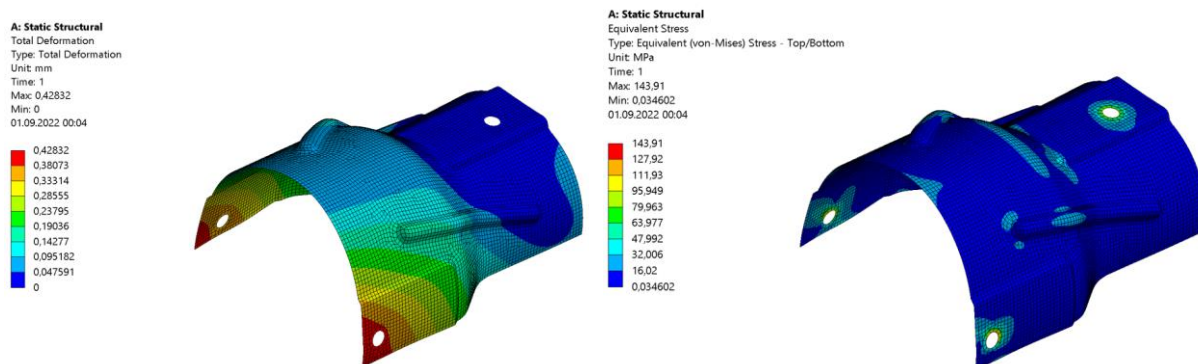 A: Static Structural
Total Deformation
Type: Total Deformation
Unit: mm
Time: 1
Max: 0,42832
Min: 0
01.09.2022 00:04
0,42832
0,38073
0,33314
0,28555
0,23795
0,19036
0,14277
0,095182
0,047591
0
A: Static Structural
Equivalent Stress
Type: Equivalent (von-Mises) Stress - Top/Bottom
Unit: MPa
Time: 1
Max: 143,91
Min: 0,034602
01.09.2022 00:04
143,91
127,92
111,93
95,949
79,963
63,977
47,992
32,006
16,02
0,034602